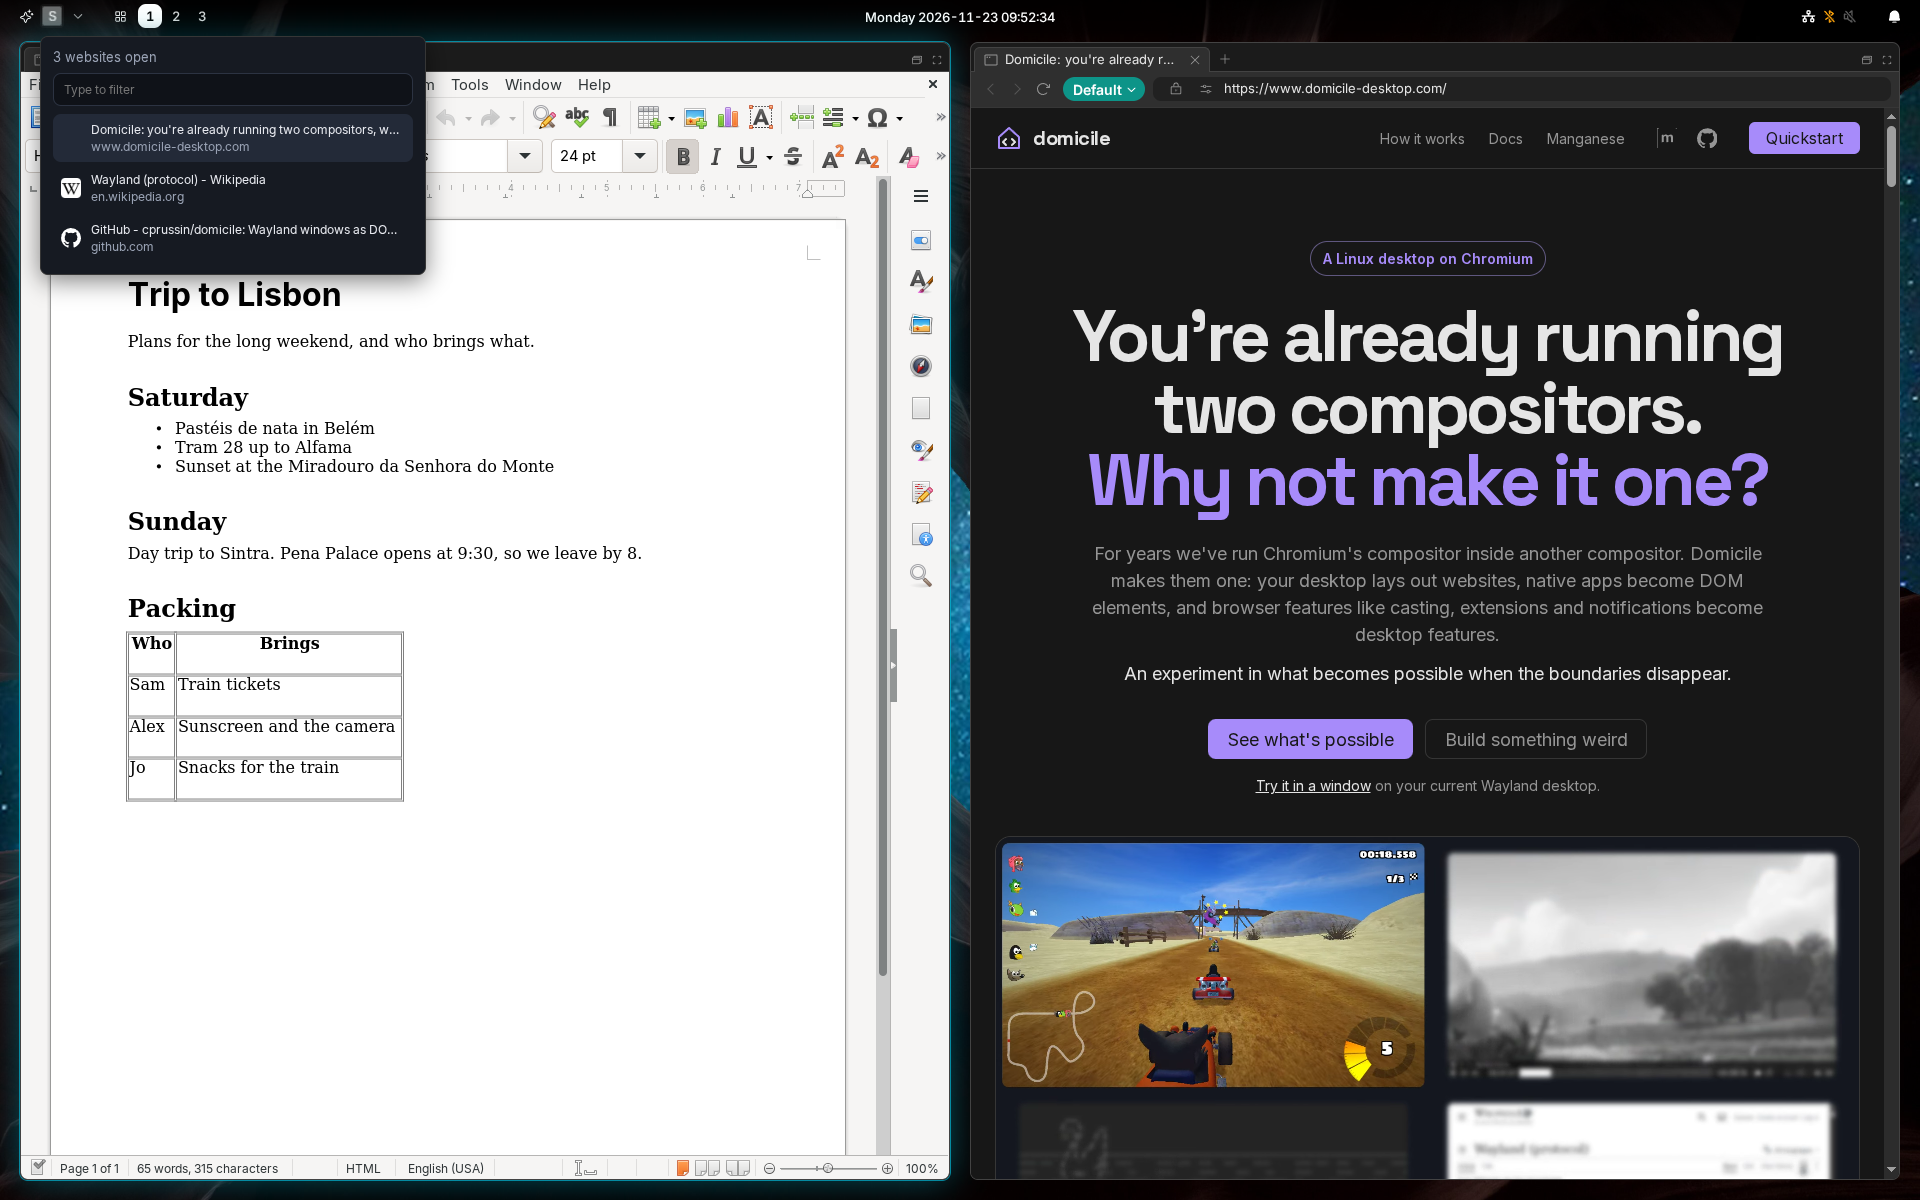 S
1 2 3
Monday 2026-11-23 09:52:34
3 websites open
Type to filter
Domicile: you're already running two compositors, w...
www.domicile-desktop.com
Wayland (protocol) - Wikipedia
en.wikipedia.org
GitHub - cprussin/domicile: Wayland windows as DO...
github.com
Tools Window Help
24 pt
4 5 6 7
Trip to Lisbon
Plans for the long weekend, and who brings what.
Saturday
• Pastéis de nata in Belém
• Tram 28 up to Alfama
• Sunset at the Miradouro da Senhora do Monte
Sunday
Day trip to Sintra. Pena Palace opens at 9:30, so we leave by 8.
Packing
Who Brings
Sam Train tickets
Alex Sunscreen and the camera
Jo Snacks for the train
Page 1 of 1 65 words, 315 characters HTML English (USA) 100%
Domicile: you're already r...
Default https://www.domicile-desktop.com/
domicile How it works Docs Manganese [m] Quickstart
A Linux desktop on Chromium
You're already running
two compositors.
Why not make it one?
For years we've run Chromium's compositor inside another compositor. Domicile
makes them one: your desktop lays out websites, native apps become DOM
elements, and browser features like casting, extensions and notifications become
desktop features.
An experiment in what becomes possible when the boundaries disappear.
See what's possible Build something weird
Try it in a window on your current Wayland desktop.
00:18.558
1/3
5
Wayland (protocol)